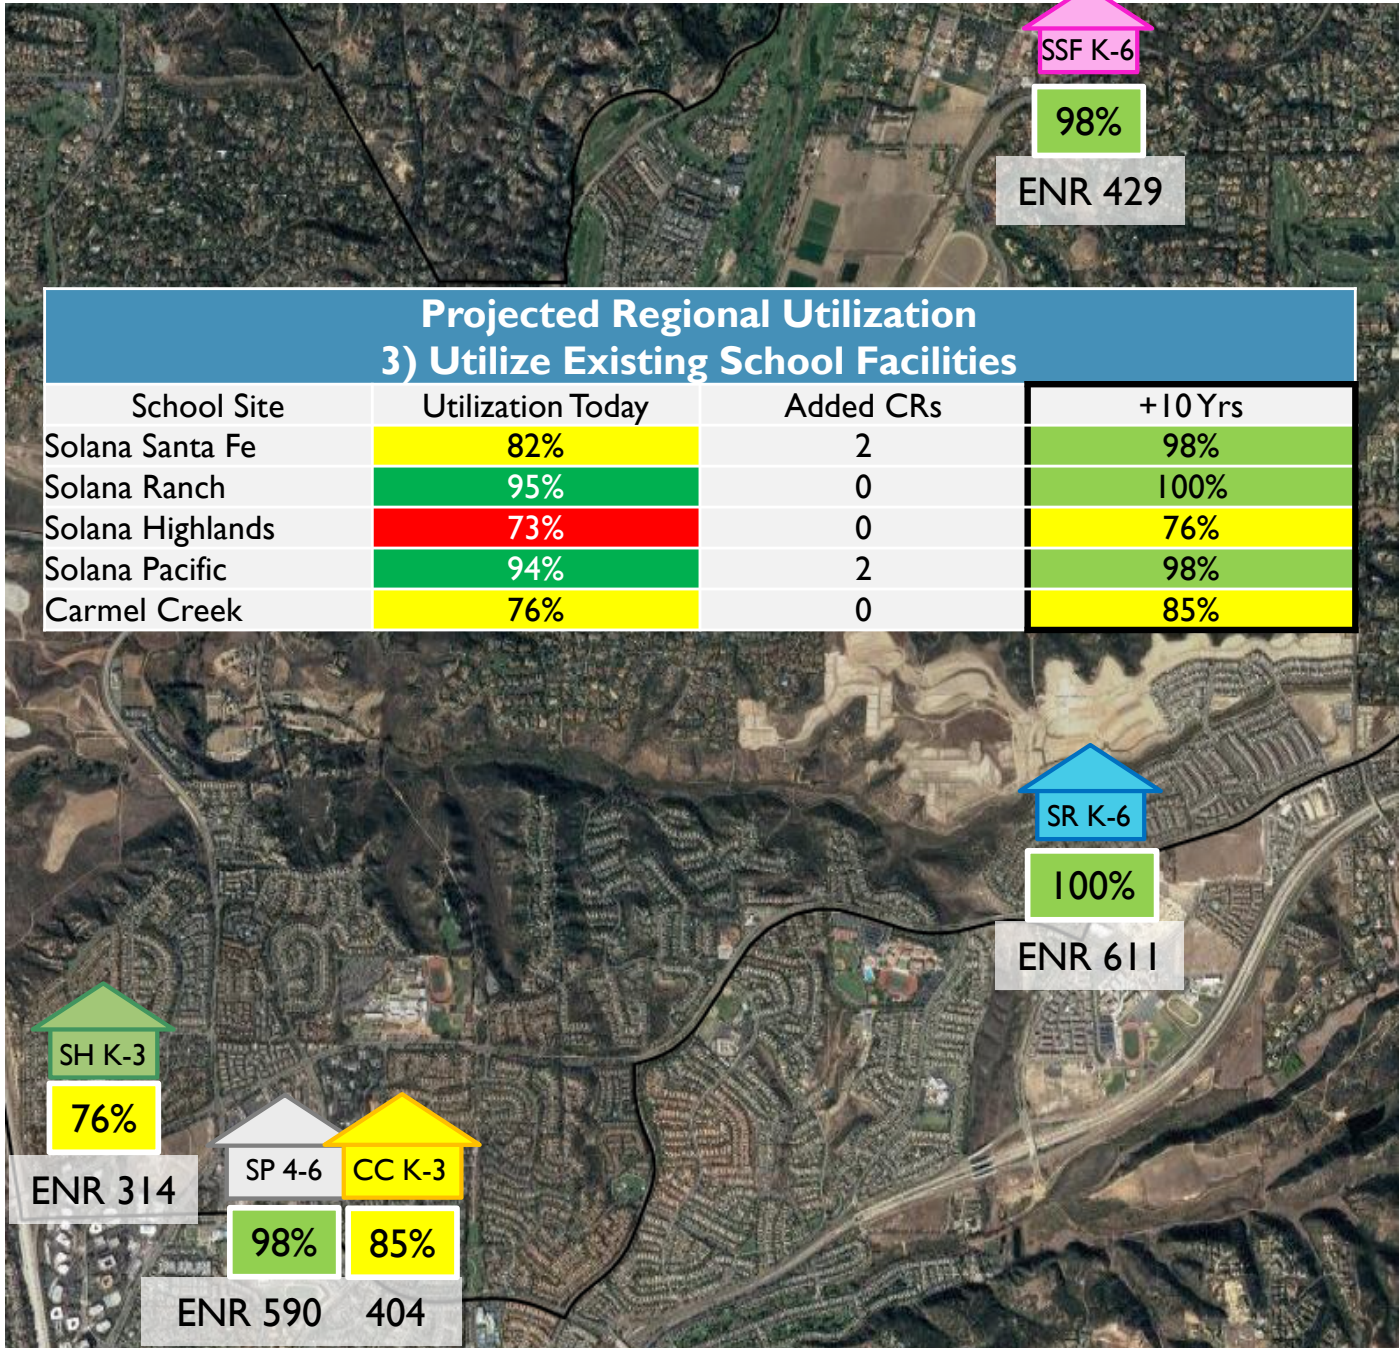 SSF K-6
98%
ENR 429
Projected Regional Utilization
3) Utilize Existing School Facilities
School Site Utilization Today Added CRs +10 Yrs
Solana Santa Fe 82% 2 98%
Solana Ranch 95% 0 100%
Solana Highlands 73% 0 76%
Solana Pacific 94% 2 98%
Carmel Creek 76% 0 85%
SR K-6
100%
ENR 611
SH K-3
76%
ENR 314
SP 4-6 CC K-3
98% 85%
ENR 590 404